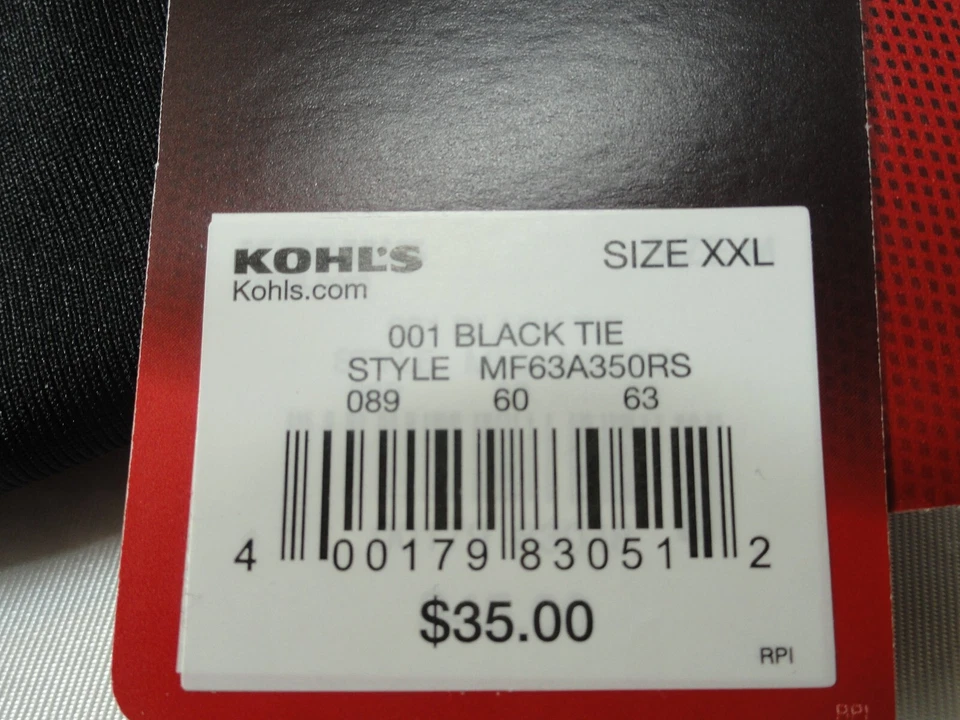 KOHL'S SIZE XXL
Kohls.com
001 BLACK TIE
STYLE MF63A350RS
089 60 63
4 00179 83051 2
$35.00
RPI
RPI